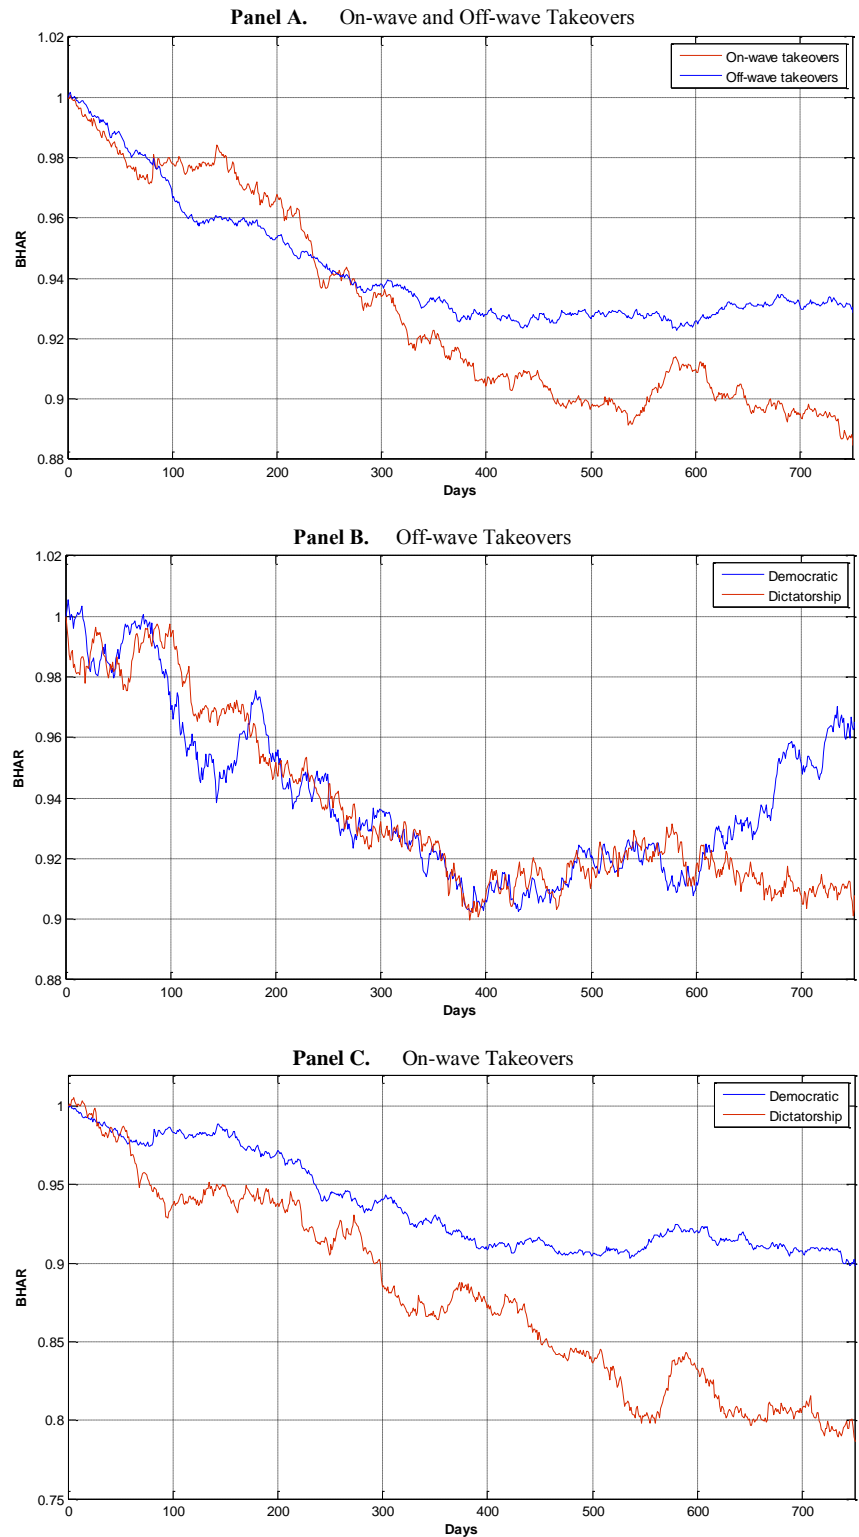 Panel A. On-wave and Off-wave Takeovers
1.02
On-wave takeovers
Off-wave takeovers
1
0.98
0.96
0.94
0.92
0.9
0.88
BHAR
0 100 200 300 400 500 600 700
Days
Panel B. Off-wave Takeovers
1.02
Democratic
Dictatorship
1
0.98
0.96
0.94
0.92
0.9
0.88
BHAR
0 100 200 300 400 500 600 700
Days
Panel C. On-wave Takeovers
Democratic
Dictatorship
1
0.95
0.9
0.85
0.8
0.75
BHAR
0 100 200 300 400 500 600 700
Days